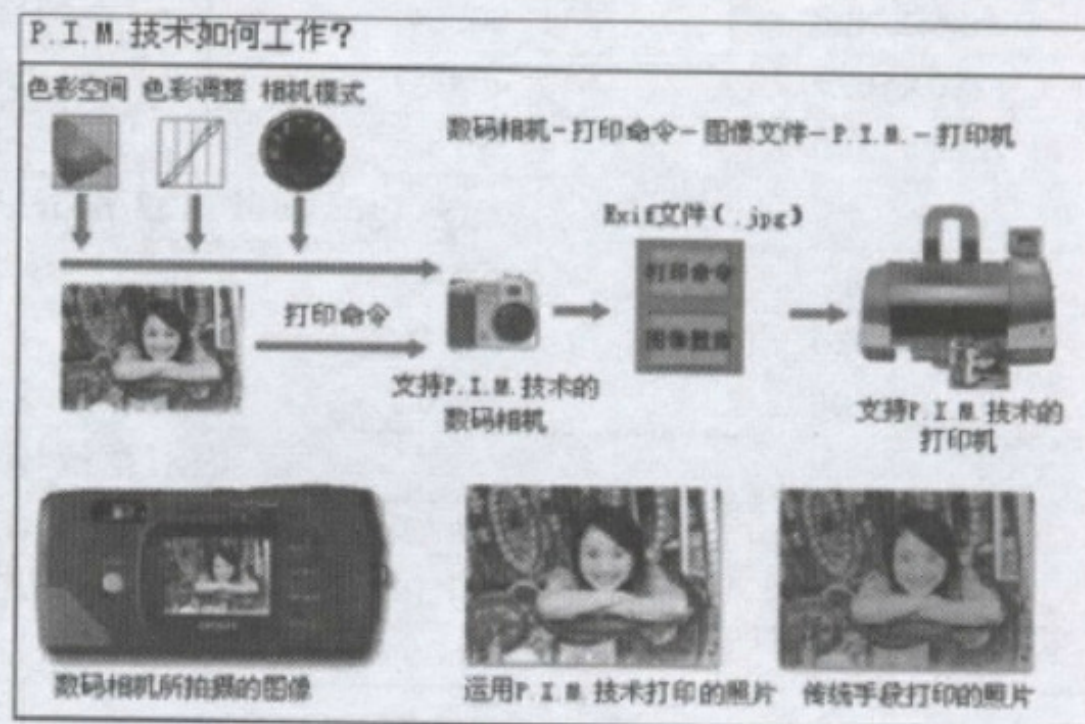 P.I.M.技术如何工作?
色彩空间 色彩调整 相机模式
数码相机-打印命令-图像文件-P.I.M.-打印机
Exif文件(.jpg)
打印命令
图像数据
打印命令
支持P.I.M.技术的
数码相机
支持P.I.M.技术的
打印机
数码相机所拍摄的图像
运用P.I.M.技术打印的照片
传统手段打印的照片